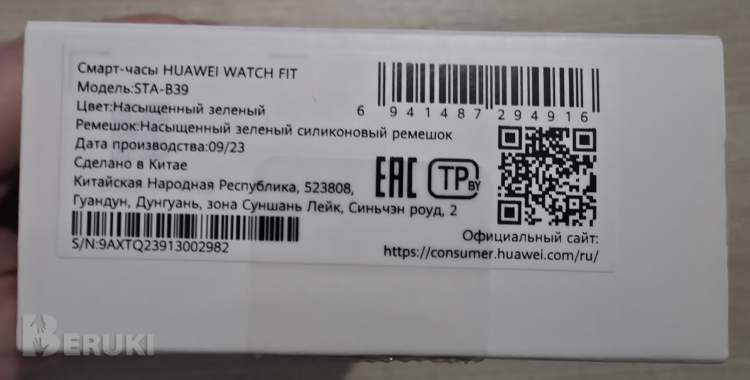 Смарт-часы HUAWEI WATCH FIT
Модель:STA-B39
Цвет:Насыщенный зеленый
Ремешок:Насыщенный зеленый силиконовый ремешок
Дата производства:09/23
Сделано в Китае
Китайская Народная Республика, 523808,
Гуандун, Дунгуань, зона Суншань Лейк, Синьчэн роуд, 2
S/N:9AXTQ23913002982
6 941487 294916
EAC
TP BY
Официальный сайт:
https://consumer.huawei.com/ru/
BERUKI